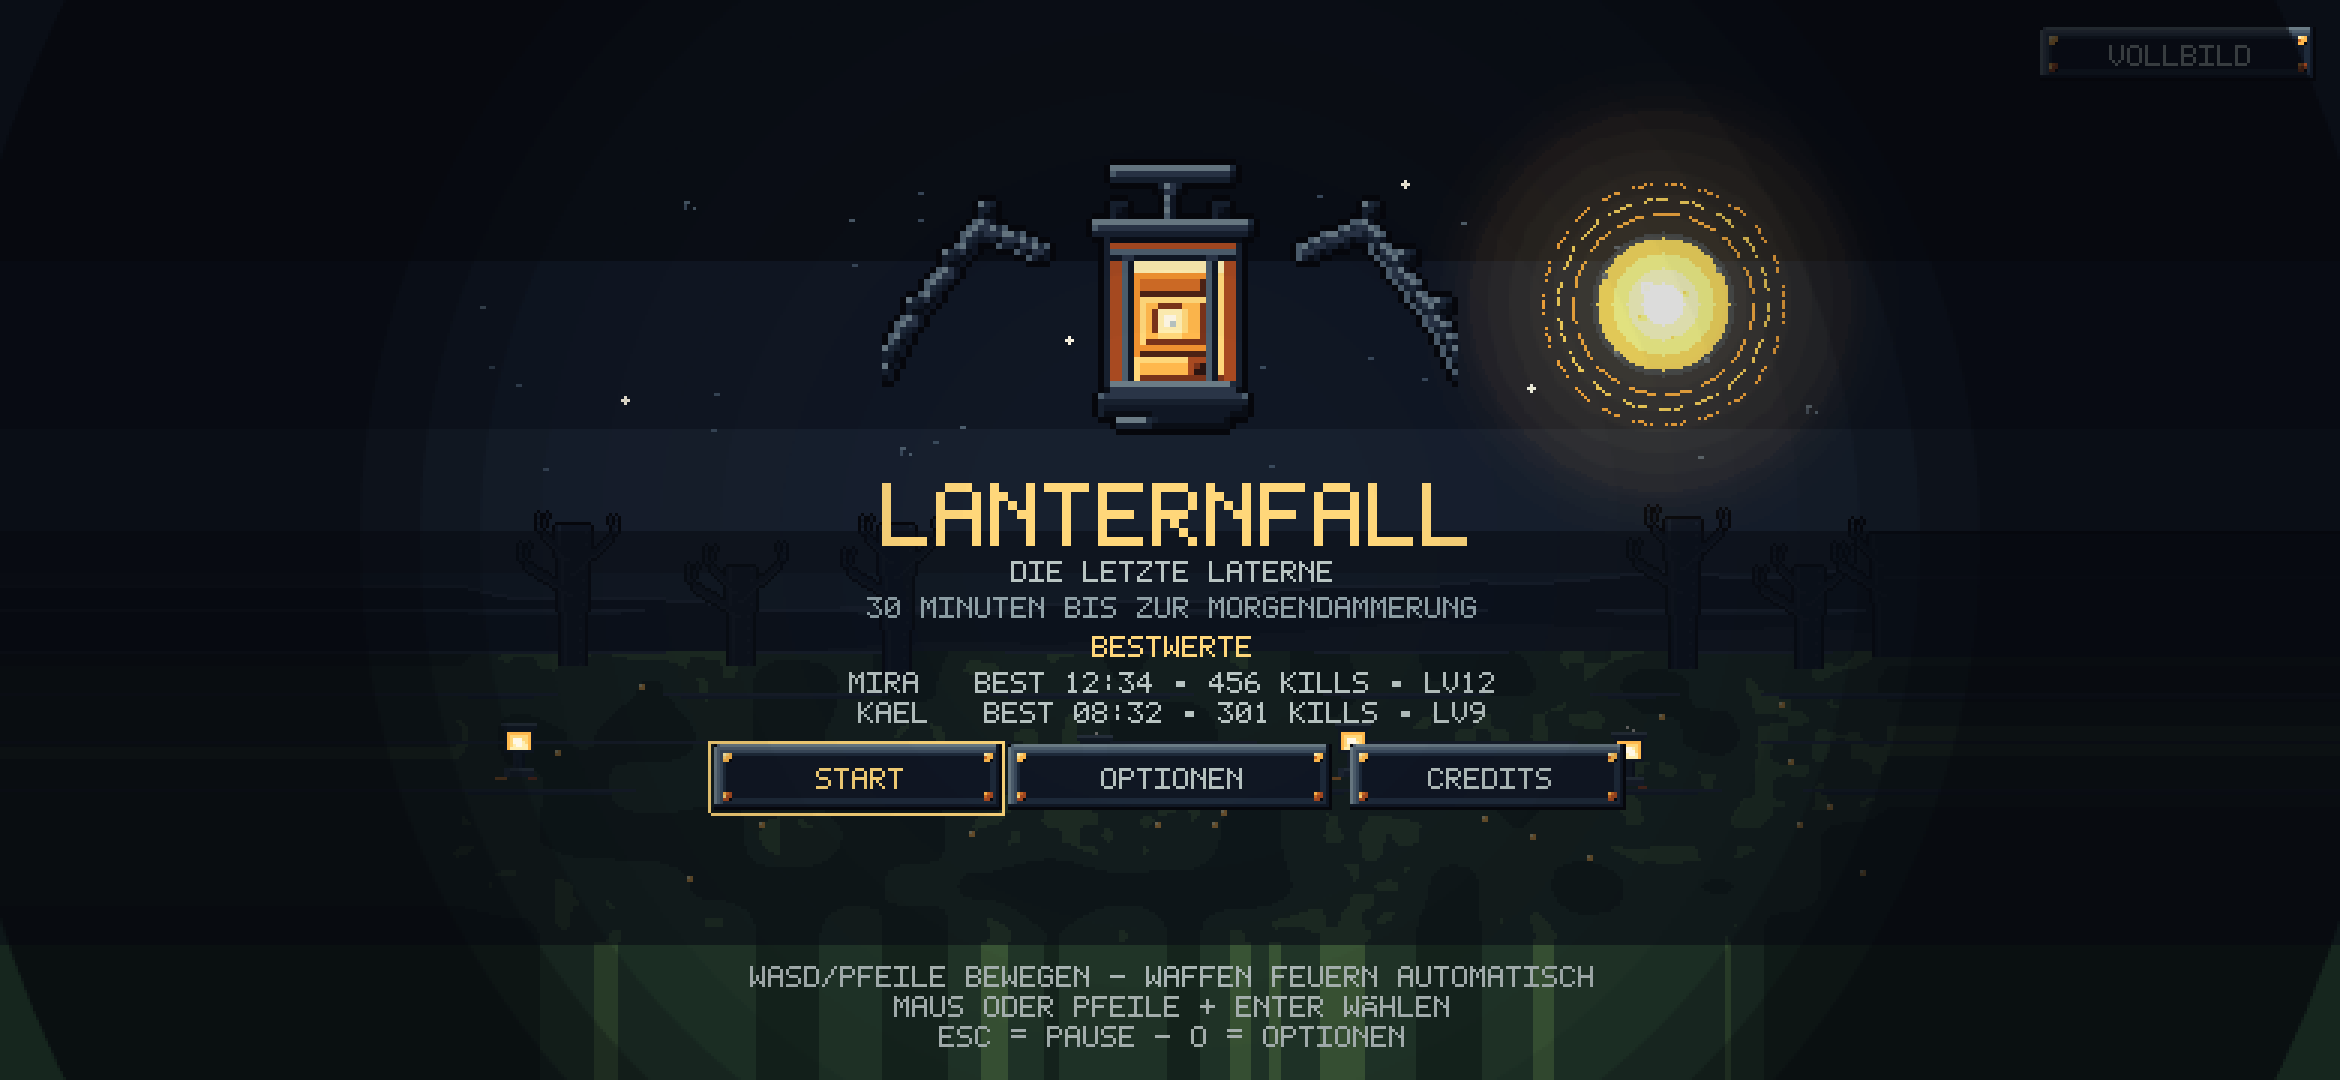 VOLLBILD
LANTERNFALL
DIE LETZTE LATERNE
30 MINUTEN BIS ZUR MORGENDAMMERUNG
BESTWERTE
MIRA BEST 12:34 - 456 KILLS - LV12
KAEL BEST 08:32 - 301 KILLS - LV9
START OPTIONEN CREDITS
WASD/PFEILE BEWEGEN - WAFFEN FEUERN AUTOMATISCH
MAUS ODER PFEILE + ENTER WäHLEN
ESC = PAUSE - O = OPTIONEN